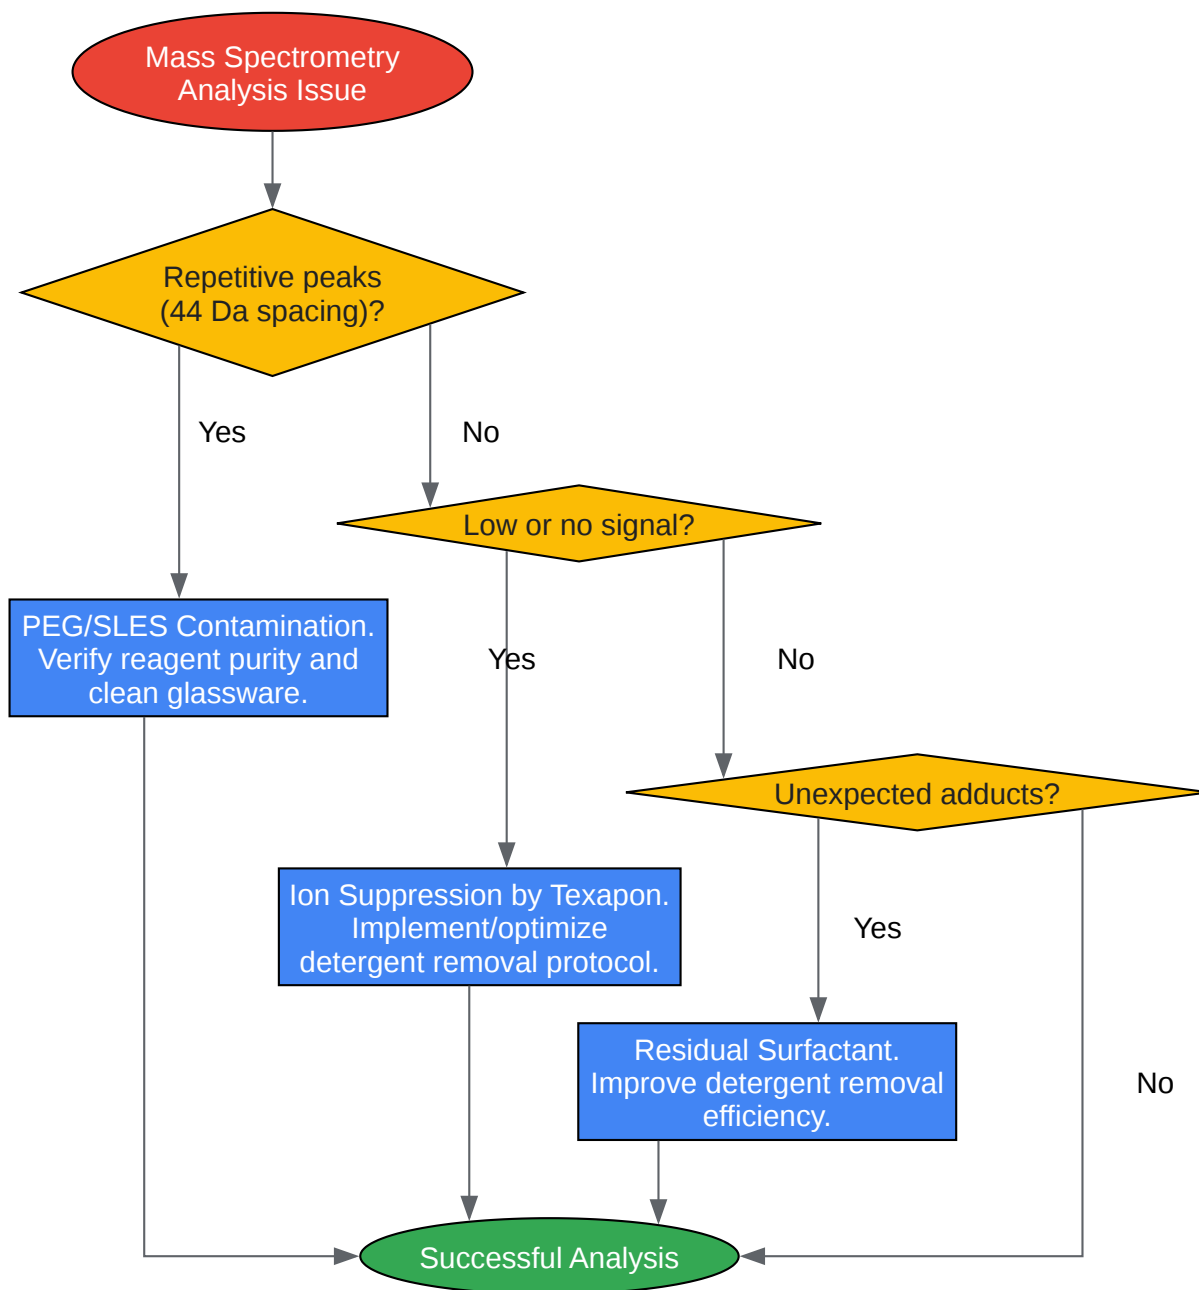 Mass Spectrometry
Analysis Issue
Repetitive peaks
(44 Da spacing)?
Yes
No
Low or no signal?
PEG/SLES Contamination.
Verify reagent purity and
clean glassware.
Yes
No
Unexpected adducts?
Ion Suppression by Texapon.
Implement/optimize
detergent removal protocol.
Yes
No
Residual Surfactant.
Improve detergent removal
efficiency.
Successful Analysis